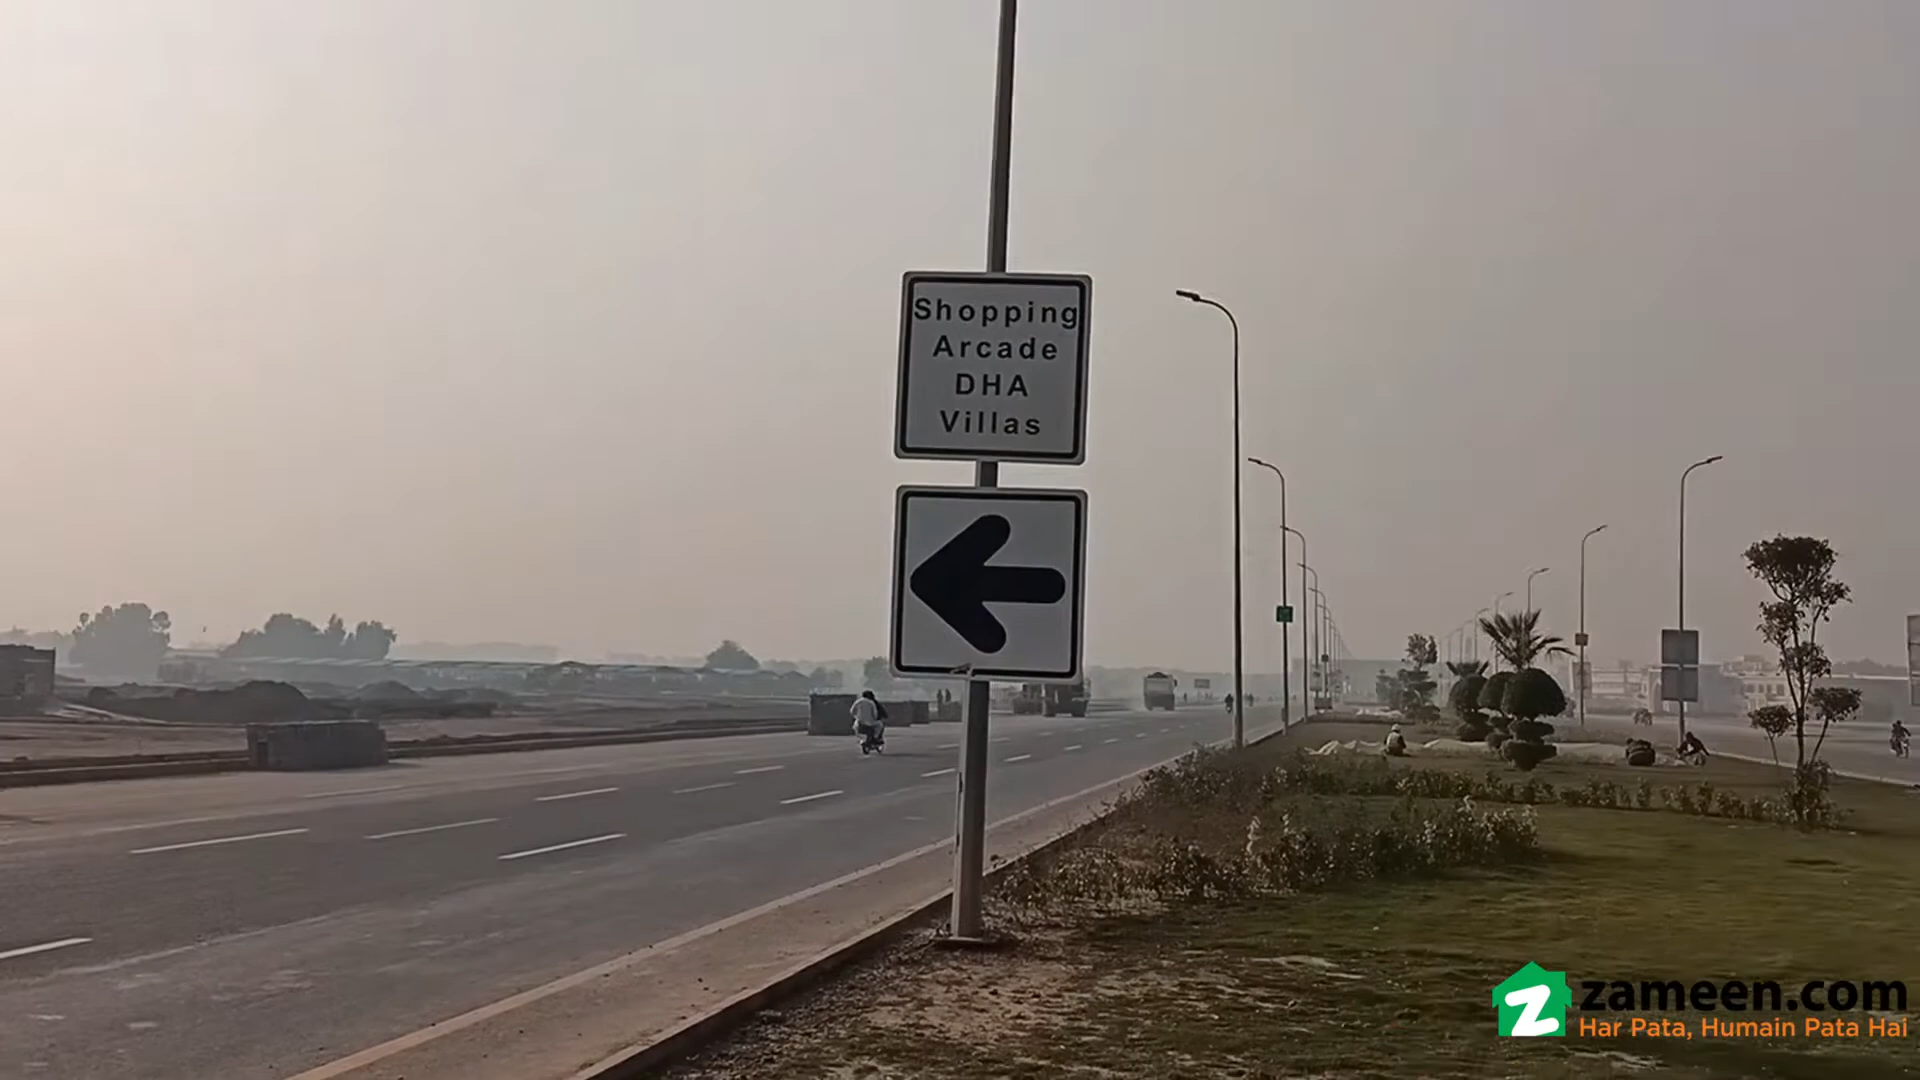 Shopping
Arcade
DHA
Villas
zameen.com
Har Pata, Humain Pata Hai